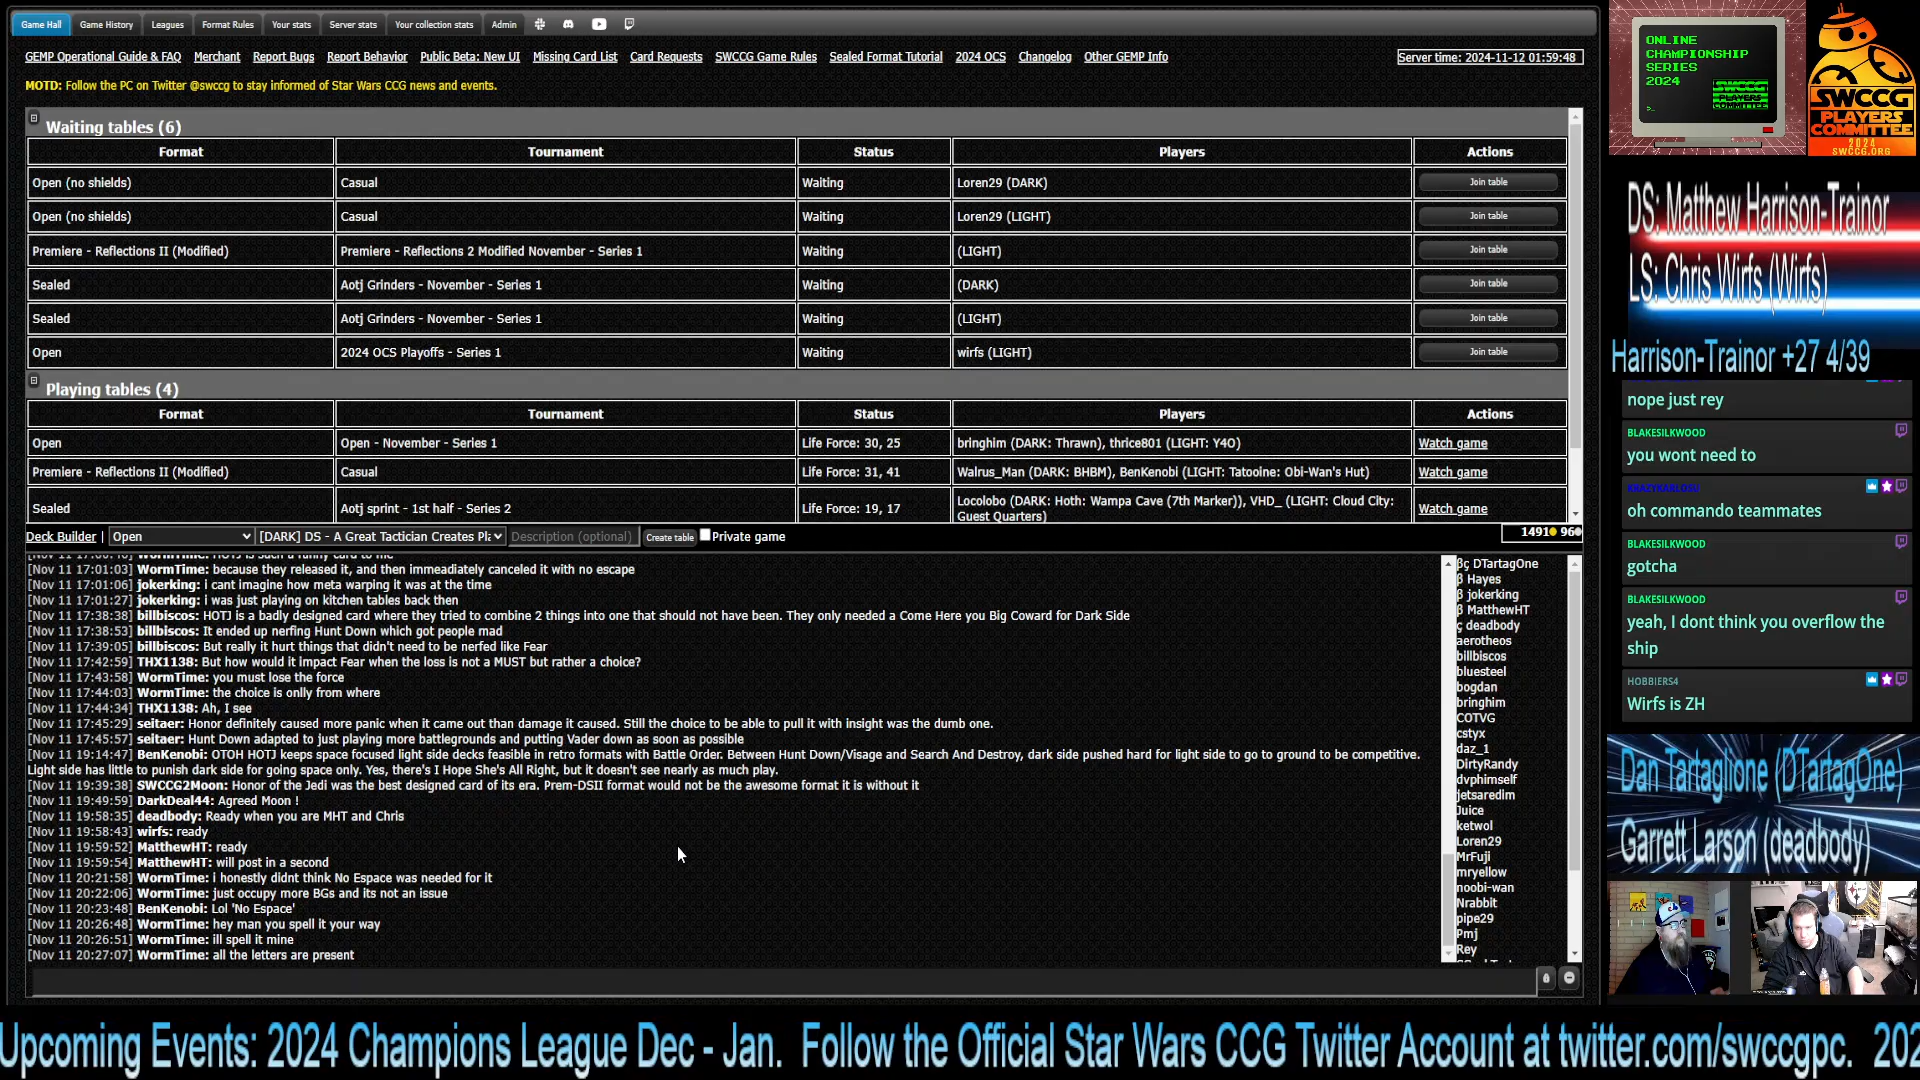 Game Hall Game History Leagues Format Rules Your stats Server stats Your collection stats Admin
GEMP Operational Guide & FAQ Merchant Report Bugs Report Behavior Public Beta: New UI Missing Card List Card Requests SWCCG Game Rules Sealed Format Tutorial 2024 OCS Changelog Other GEMP Info Server time: 2024-11-12 01:59:48
MOTD: Follow the PC on Twitter @swccg to stay informed of Star Wars CCG news and events.
Waiting tables (6)
Format Tournament Status Players Actions
Open (no shields) Casual Waiting Loren29 (DARK) Join table
Open (no shields) Casual Waiting Loren29 (LIGHT) Join table
Premiere - Reflections II (Modified) Premiere - Reflections 2 Modified November - Series 1 Waiting (LIGHT) Join table
Sealed Aotj Grinders - November - Series 1 Waiting (DARK) Join table
Sealed Aotj Grinders - November - Series 1 Waiting (LIGHT) Join table
Open 2024 OCS Playoffs - Series 1 Waiting wirfs (LIGHT) Join table
Playing tables (4)
Format Tournament Status Players Actions
Open Open - November - Series 1 Life Force: 30, 25 bringhim (DARK: Thrawn), thrice801 (LIGHT: Y4O) Watch game
Premiere - Reflections II (Modified) Casual Life Force: 31, 41 Walrus_Man (DARK: BHBM), BenKenobi (LIGHT: Tatooine: Obi-Wan's Hut) Watch game
Sealed Aotj sprint - 1st half - Series 2 Life Force: 19, 17 Locolobo (DARK: Hoth: Wampa Cave (7th Marker)), VHD_ (LIGHT: Cloud City: Guest Quarters) Watch game
Deck Builder | Open [DARK] DS - A Great Tactician Creates Pl Description (optional) Create table Private game 1491 960
[Nov 11 17:01:03] WormTime: because they released it, and then immeadiately canceled it with no escape
[Nov 11 17:01:06] jokerking: i cant imagine how meta warping it was at the time
[Nov 11 17:01:27] jokerking: i was just playing on kitchen tables back then
[Nov 11 17:38:38] billbiscos: HOTJ is a badly designed card where they tried to combine 2 things into one that should not have been. They only needed a Come Here you Big Coward for Dark Side
[Nov 11 17:38:53] billbiscos: It ended up nerfing Hunt Down which got people mad
[Nov 11 17:39:05] billbiscos: But really it hurt things that didn't need to be nerfed like Fear
[Nov 11 17:42:59] THX1138: But how would it impact Fear when the loss is not a MUST but rather a choice?
[Nov 11 17:43:58] WormTime: you must lose the force
[Nov 11 17:44:03] WormTime: the choice is onlly from where
[Nov 11 17:44:34] THX1138: Ah, I see
[Nov 11 17:45:29] seitaer: Honor definitely caused more panic when it came out than damage it caused. Still the choice to be able to pull it with insight was the dumb one.
[Nov 11 17:45:57] seitaer: Hunt Down adapted to just playing more battlegrounds and putting Vader down as soon as possible
[Nov 11 19:14:47] BenKenobi: OTOH HOTJ keeps space focused light side decks feasible in retro formats with Battle Order. Between Hunt Down/Visage and Search And Destroy, dark side pushed hard for light side to go to ground to be competitive.
Light side has little to punish dark side for going space only. Yes, there's I Hope She's All Right, but it doesn't see nearly as much play.
[Nov 11 19:39:38] SWCCG2Moon: Honor of the Jedi was the best designed card of its era. Prem-DSII format would not be the awesome format it is without it
[Nov 11 19:49:59] DarkDeal44: Agreed Moon !
[Nov 11 19:58:35] deadbody: Ready when you are MHT and Chris
[Nov 11 19:58:43] wirfs: ready
[Nov 11 19:59:52] MatthewHT: ready
[Nov 11 19:59:54] MatthewHT: will post in a second
[Nov 11 20:21:58] WormTime: i honestly didnt think No Espace was needed for it
[Nov 11 20:22:06] WormTime: just occupy more BGs and its not an issue
[Nov 11 20:23:48] BenKenobi: Lol 'No Espace'
[Nov 11 20:26:48] WormTime: hey man you spell it your way
[Nov 11 20:26:51] WormTime: ill spell it mine
[Nov 11 20:27:07] WormTime: all the letters are present
βç DTartagOne
β Hayes
β jokerking
β MatthewHT
ç deadbody
aerotheos
billbiscos
bluesteel
bogdan
bringhim
COTVG
cstyx
daz_1
DirtyRandy
dvphimself
jetsaredim
Juice
ketwol
Loren29
MrFuji
mryellow
noobi-wan
Nrabbit
pipe29
Pmj
Rey
ONLINE
CHAMPIONSHIP
SERIES
2024
SWCCG
PLAYERS
COMMITTEE
SWCCG
PLAYERS
COMMITTEE
2024
SWCCG.ORG
DS: Matthew Harrison-Trainor
LS: Chris Wirfs (Wirfs)
Harrison-Trainor +27 4/39
nope just rey
BLAKESILKWOOD
you wont need to
oh commando teammates
BLAKESILKWOOD
gotcha
BLAKESILKWOOD
yeah, I dont think you overflow the
ship
HOBBIERS4
Wirfs is ZH
Dan Tartaglione (DTartagOne)
Garrett Larson (deadbody)
Upcoming Events: 2024 Champions League Dec - Jan. Follow the Official Star Wars CCG Twitter Account at twitter.com/swccgpc. 202